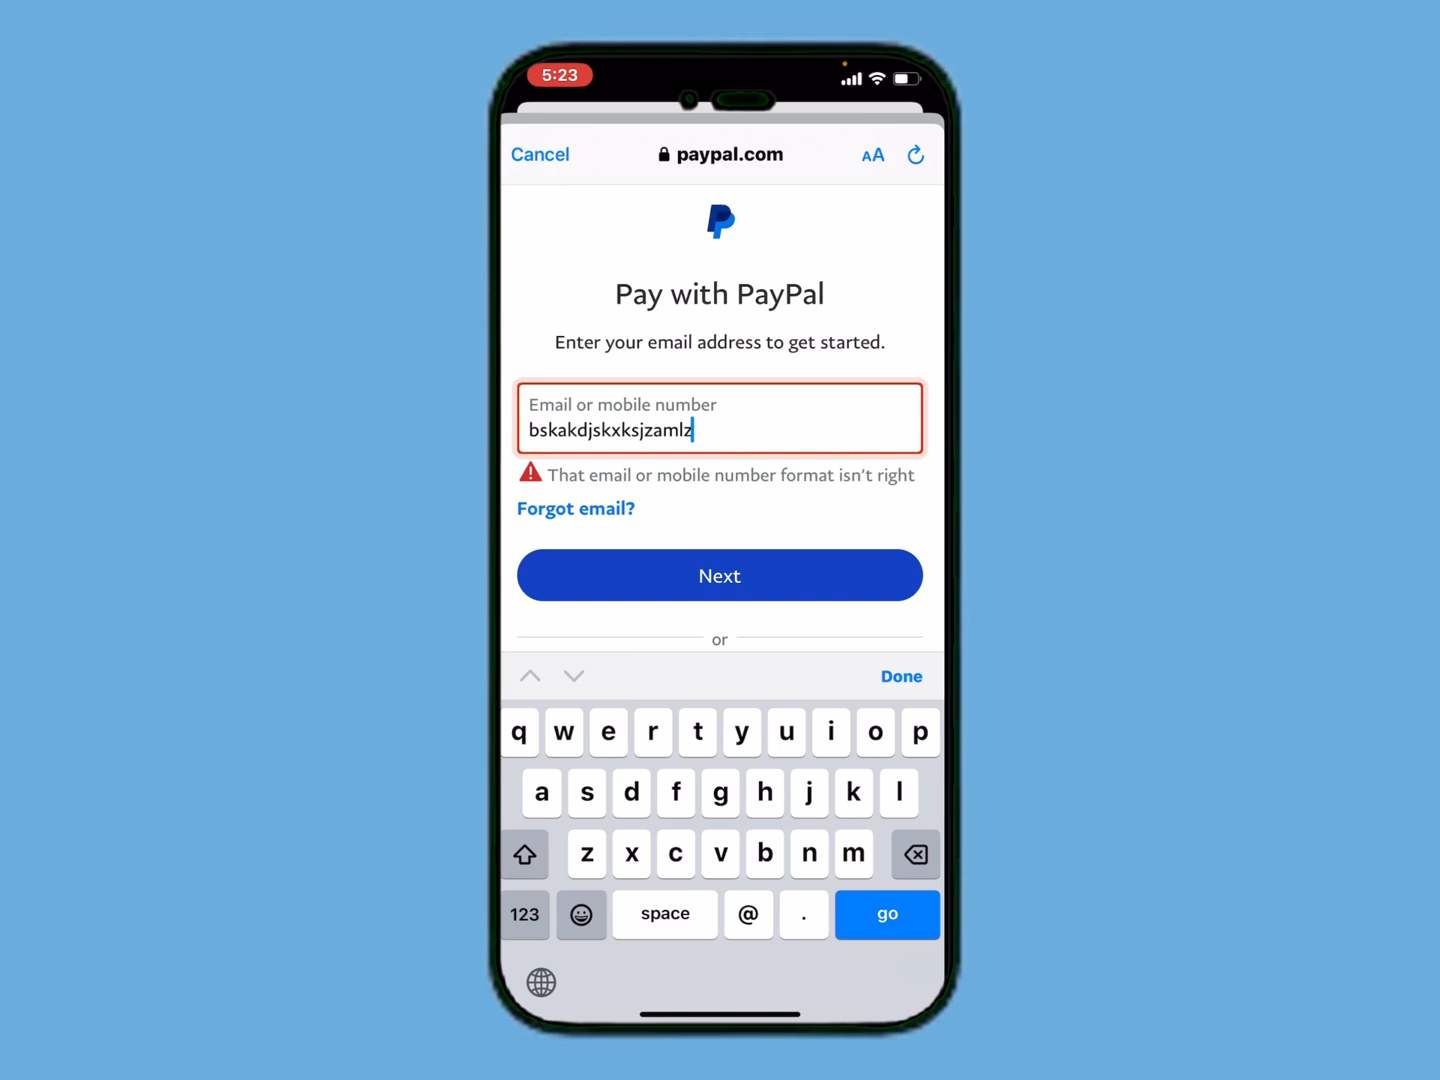 5:23
Cancel
paypal.com
AA
Pay with PayPal
Enter your email address to get started.
Email or mobile number
bskakdjskxksjzamlz
That email or mobile number format isn't right
Forgot email?
Next
or
Done
q w e r t y u i o p
a s d f g h j k l
z x c v b n m
123 space @ . go